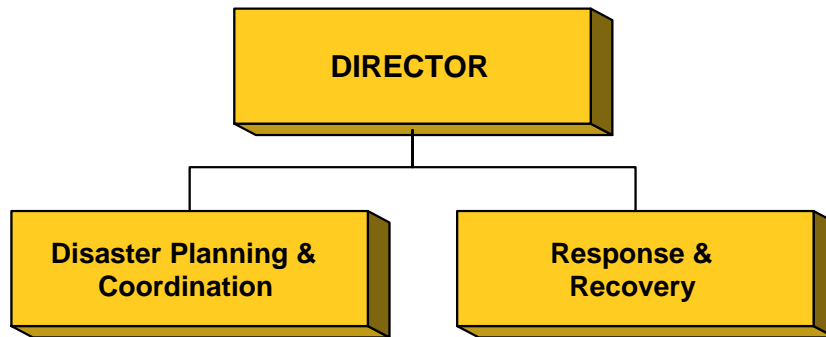 DIRECTOR
Disaster Planning &
Coordination
Response &
Recovery